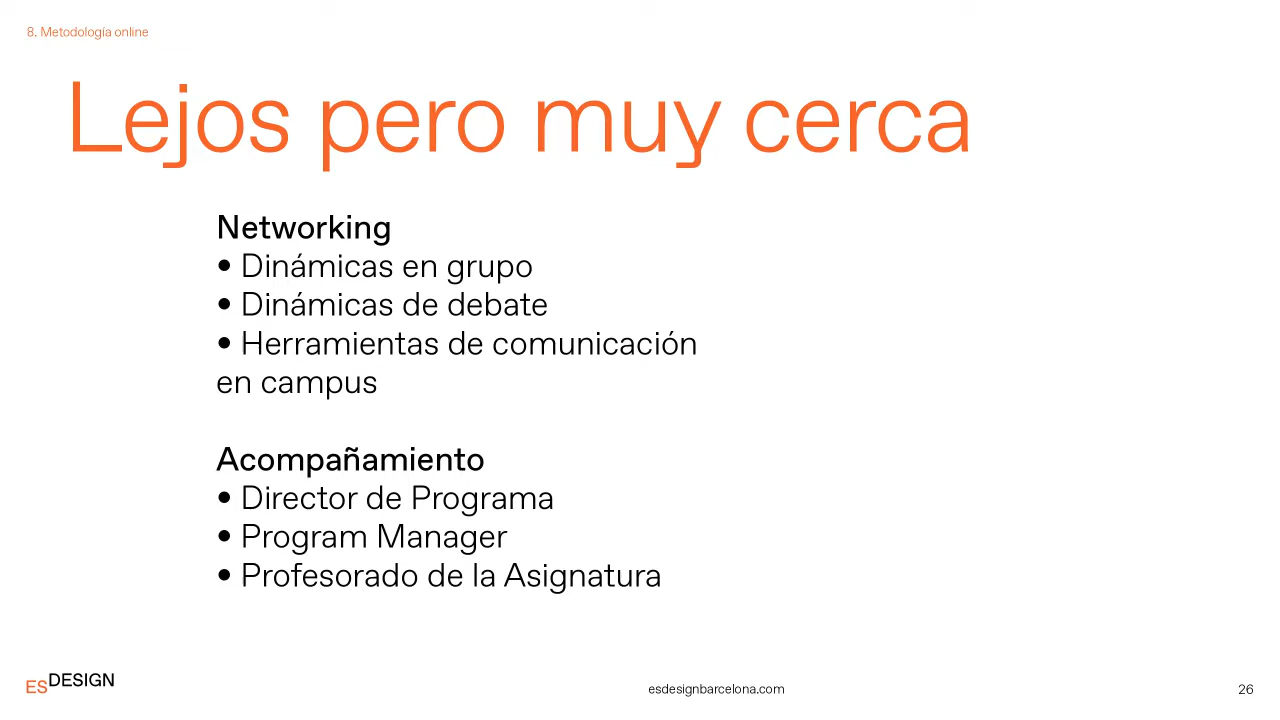 8. Metodología online
Lejos pero muy cerca
Networking
• Dinámicas en grupo
• Dinámicas de debate
• Herramientas de comunicación
en campus
Acompañamiento
• Director de Programa
• Program Manager
• Profesorado de la Asignatura
ESDESIGN
esdesignbarcelona.com
26